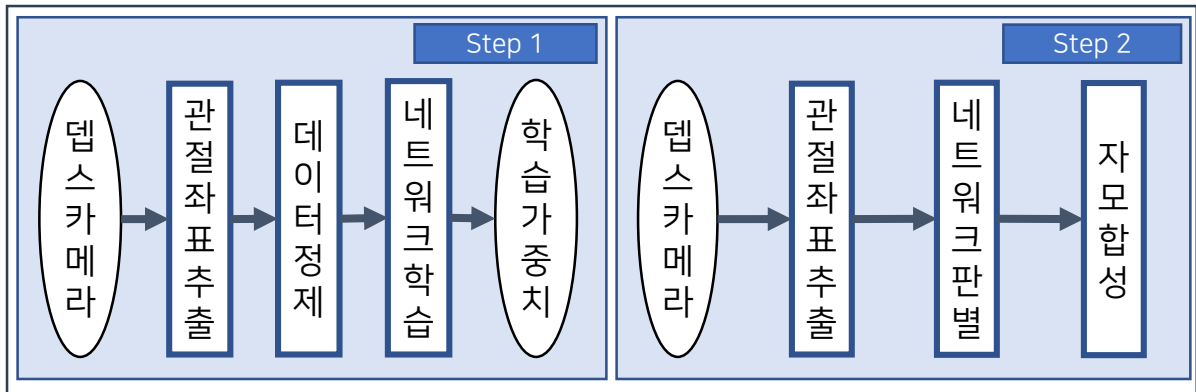 Step 1
뎁스카메라
관절좌표추출
데이터정제
네트워크학습
학습가중치
Step 2
뎁스카메라
관절좌표추출
네트워크판별
자모합성